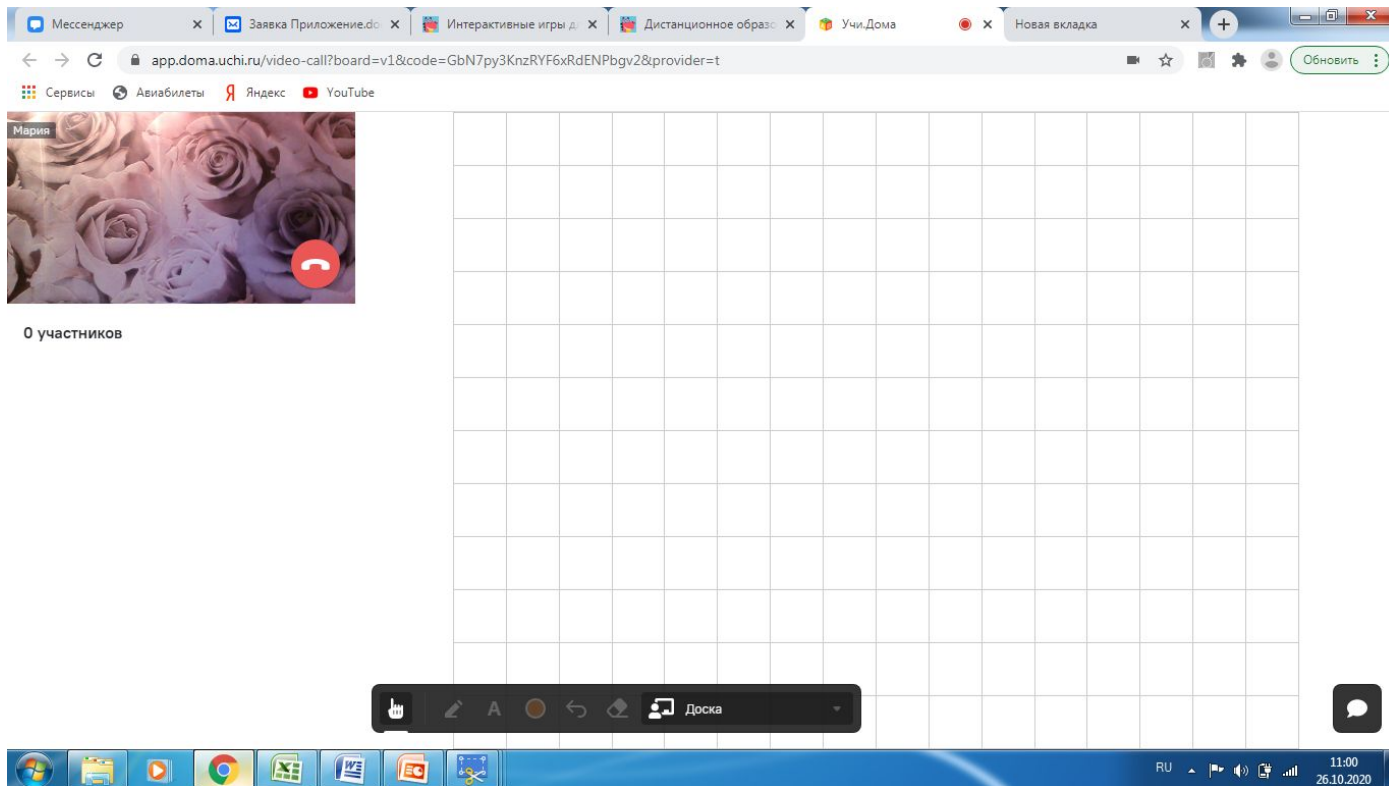 Мессенджер
Заявка Приложение.do
Интерактивные игры д
Дистанционное образо
Учи.Дома
Новая вкладка
app.doma.uchi.ru/video-call?board=v1&code=GbN7py3KnzRYF6xRdENPbgv2&provider=t
Обновить
Сервисы
Авиабилеты
Яндекс
YouTube
Мария
0 участников
A
Доска
RU
11:00
26.10.2020